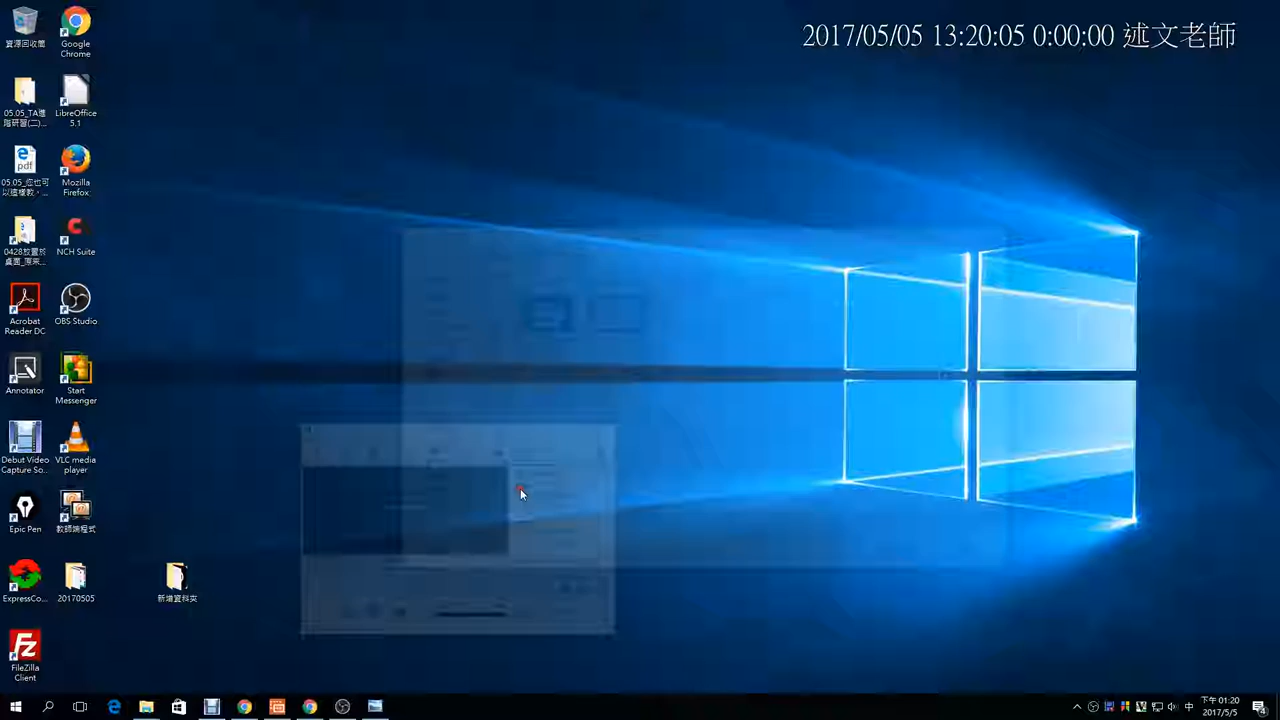 2017/05/05 13:20:05 0:00:00 述文老師
資源回收筒
Google
Chrome
05.05_TA進
階研習(二)...
LibreOffice
5.1
pdf
05.05_您也可
以這樣教，...
Mozilla
Firefox
0428放置於
桌面_原來...
NCH Suite
Acrobat
Reader DC
OBS Studio
Annotator
Start
Messenger
Debut Video
Capture So...
VLC media
player
Epic Pen
教師端程式
ExpressCo...
20170505
新增資料夾
FileZilla
Client
中
下午 01:20
2017/5/5